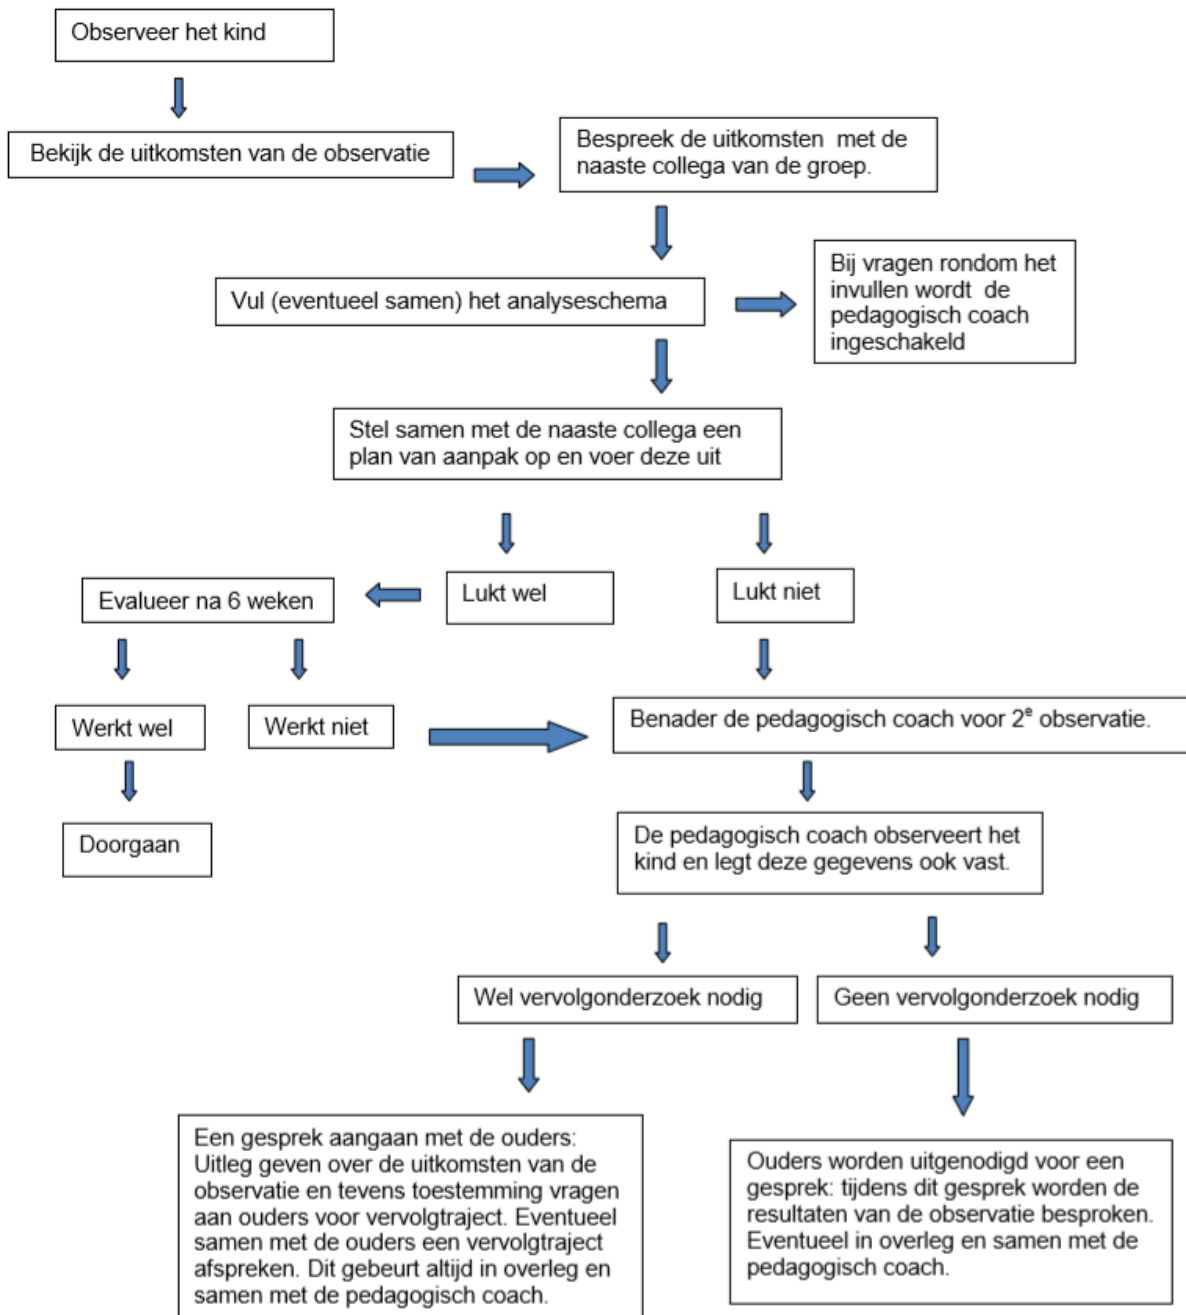 Observeer het kind
Bekijk de uitkomsten van de observatie
Bespreek de uitkomsten met de
naaste collega van de groep.
Vul (eventueel samen) het analyseschema
Bij vragen rondom het
invullen wordt de
pedagogisch coach
ingeschakeld
Stel samen met de naaste collega een
plan van aanpak op en voer deze uit
Lukt wel
Lukt niet
Evalueer na 6 weken
Werkt wel
Werkt niet
Benader de pedagogisch coach voor 2e observatie.
Doorgaan
De pedagogisch coach observeert het
kind en legt deze gegevens ook vast.
Wel vervolgonderzoek nodig
Geen vervolgonderzoek nodig
Een gesprek aangaan met de ouders:
Uitleg geven over de uitkomsten van de
observatie en tevens toestemming vragen
aan ouders voor vervolgtraject. Eventueel
samen met de ouders een vervolgtraject
afspreken. Dit gebeurt altijd in overleg en
samen met de pedagogisch coach.
Ouders worden uitgenodigd voor een
gesprek: tijdens dit gesprek worden de
resultaten van de observatie besproken.
Eventueel in overleg en samen met de
pedagogisch coach.